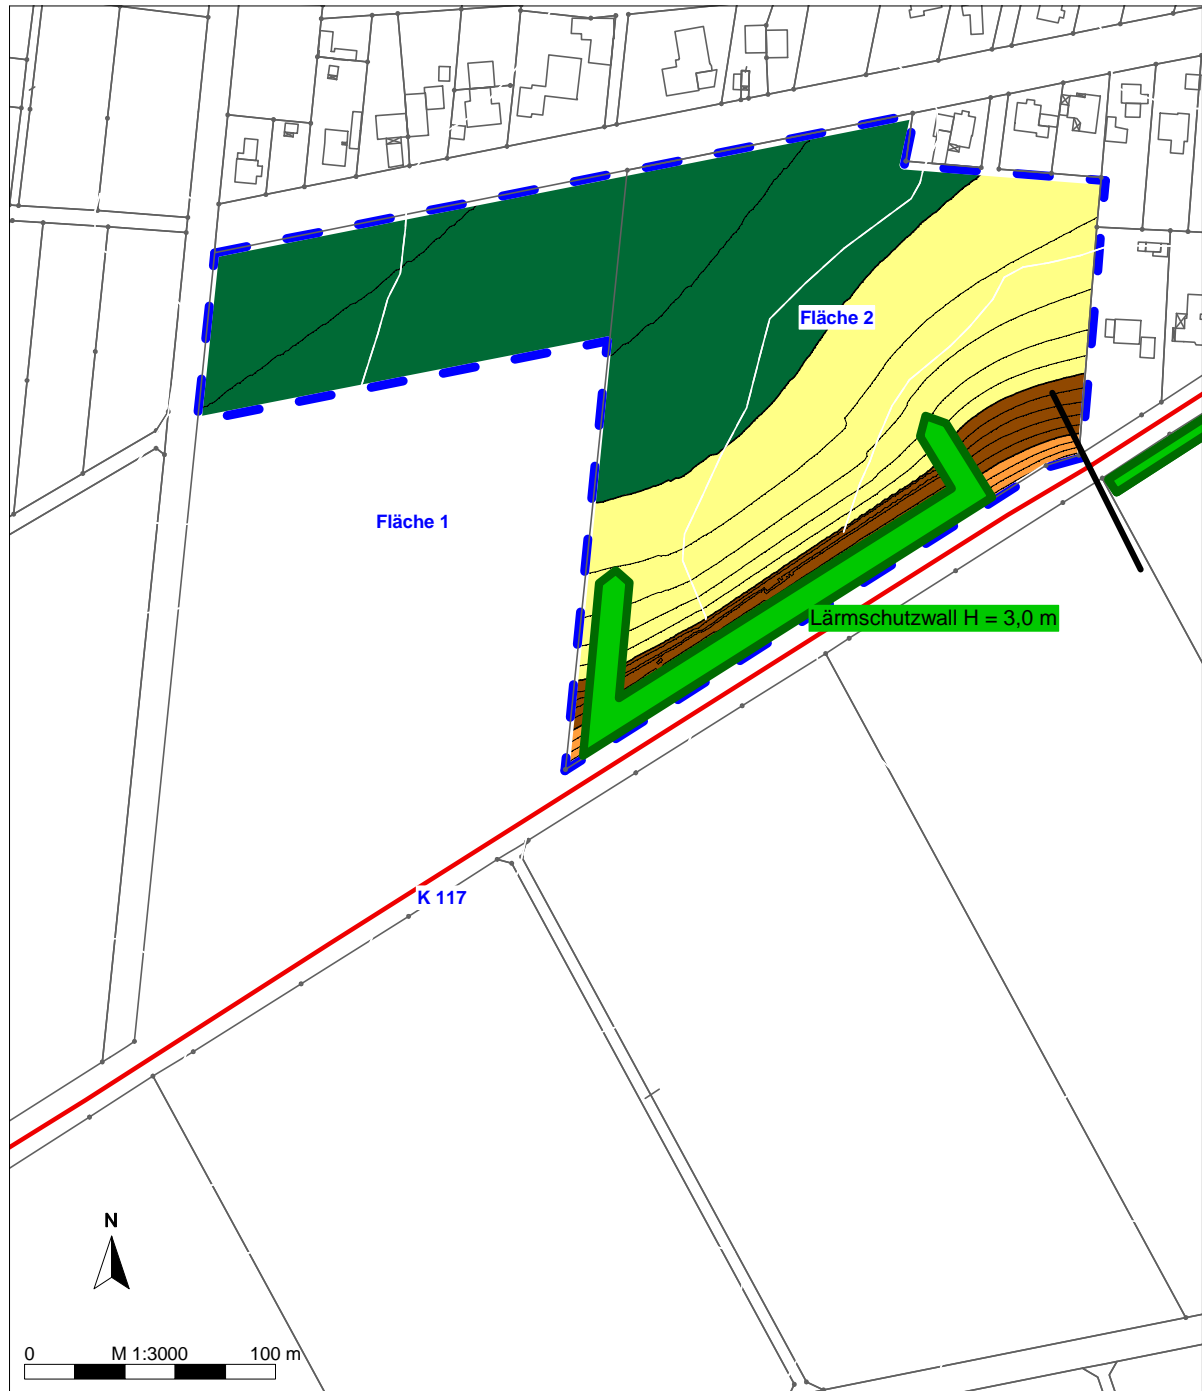 Fläche 2
Fläche 1
Lärmschutzwall H = 3,0 m
K 117
N
0 M 1:3000 100 m